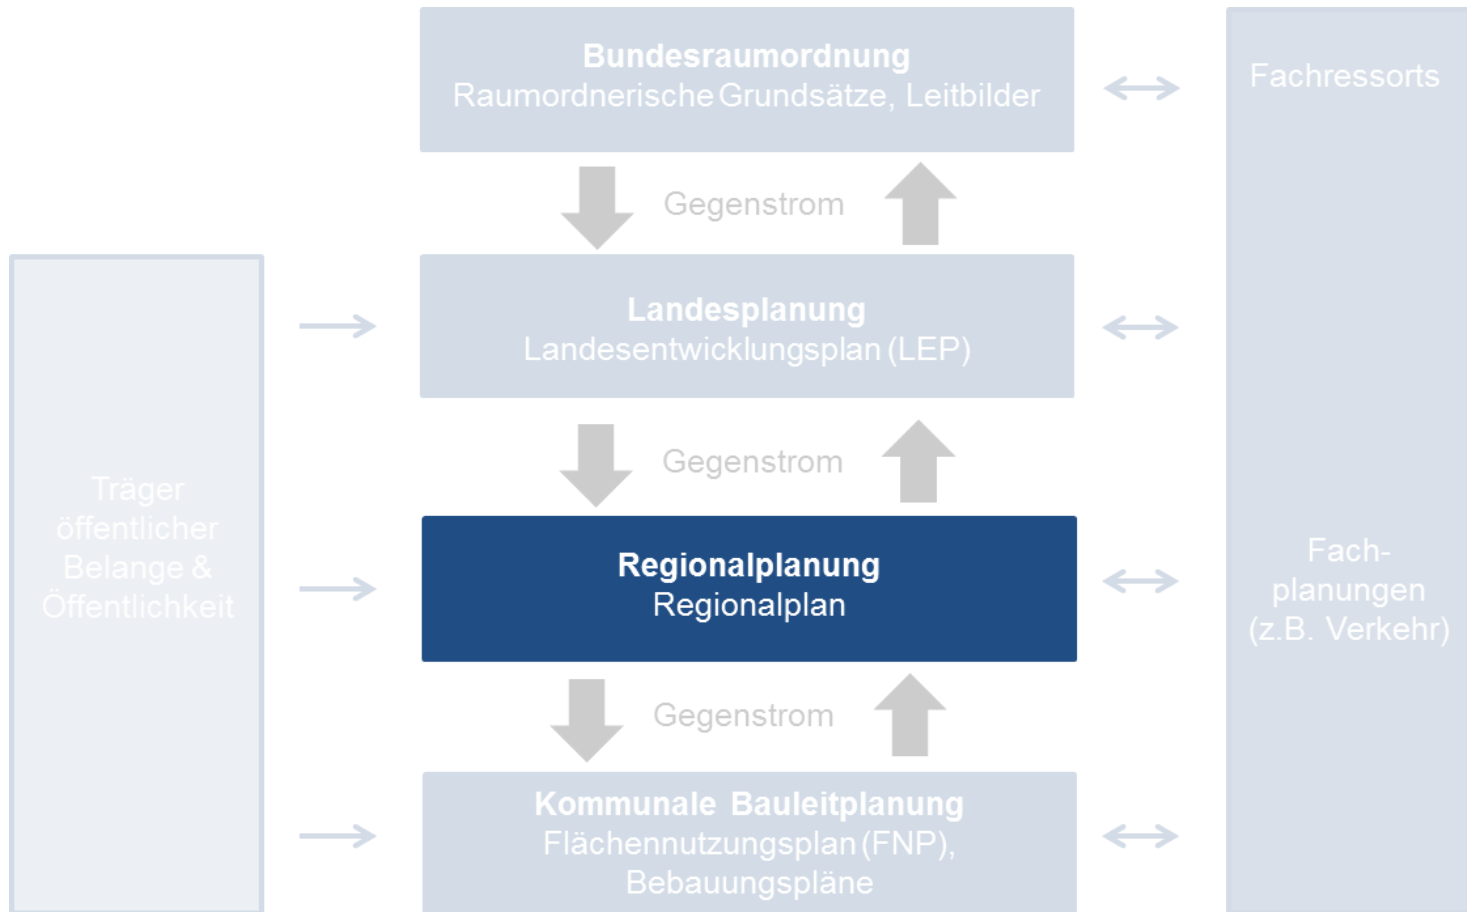 Bundesraumordnung
Raumordnerische Grundsätze, Leitbilder
Fachressorts
Gegenstrom
Landesplanung
Landesentwicklungsplan (LEP)
Gegenstrom
Träger
öffentlicher
Belange &
Öffentlichkeit
Regionalplanung
Regionalplan
Fach-
planungen
(z.B. Verkehr)
Gegenstrom
Kommunale Bauleitplanung
Flächennutzungsplan (FNP),
Bebauungspläne